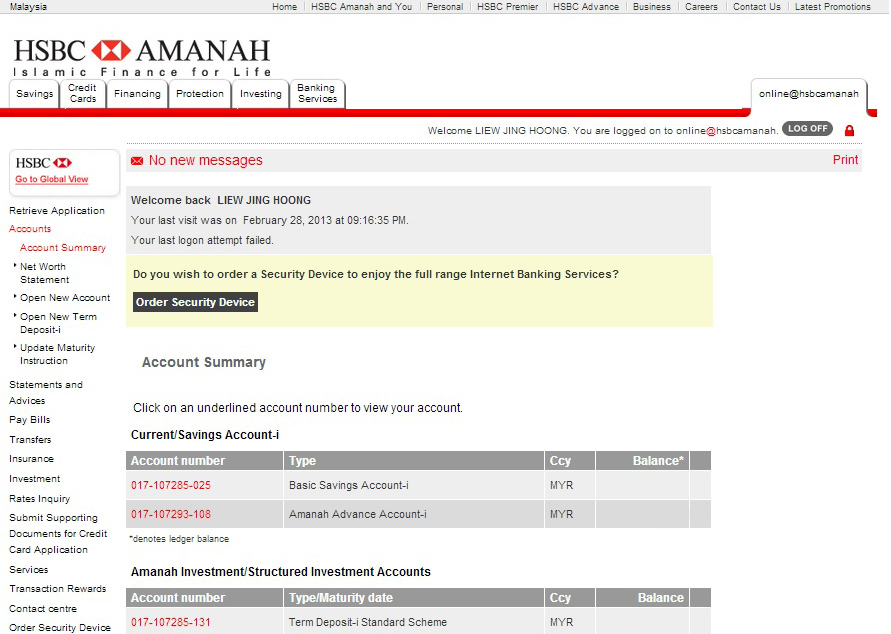 Malaysia
Home | HSBC Amanah and You | Personal | HSBC Premier | HSBC Advance | Business | Careers | Contact Us | Latest Promotions
HSBC AMANAH
Islamic Finance for Life
Savings
Credit Cards
Financing
Protection
Investing
Banking Services
online@hsbcamanah
Welcome LIEW JING HOONG. You are logged on to online@hsbcamanah. LOG OFF
HSBC
Go to Global View
Retrieve Application
Accounts
Account Summary
Net Worth
Statement
Open New Account
Open New Term
Deposit-i
Update Maturity
Instruction
Statements and
Advices
Pay Bills
Transfers
Insurance
Investment
Rates Inquiry
Submit Supporting
Documents for Credit
Card Application
Services
Transaction Rewards
Contact centre
Order Security Device
No new messages
Print
Welcome back LIEW JING HOONG
Your last visit was on February 28, 2013 at 09:16:35 PM.
Your last logon attempt failed.
Do you wish to order a Security Device to enjoy the full range Internet Banking Services?
Order Security Device
Account Summary
Click on an underlined account number to view your account.
Current/Savings Account-i
Account number Type Ccy Balance*
017-107285-025 Basic Savings Account-i MYR
017-107293-108 Amanah Advance Account-i MYR
*denotes ledger balance
Amanah Investment/Structured Investment Accounts
Account number Type/Maturity date Ccy Balance
017-107285-131 Term Deposit-i Standard Scheme MYR